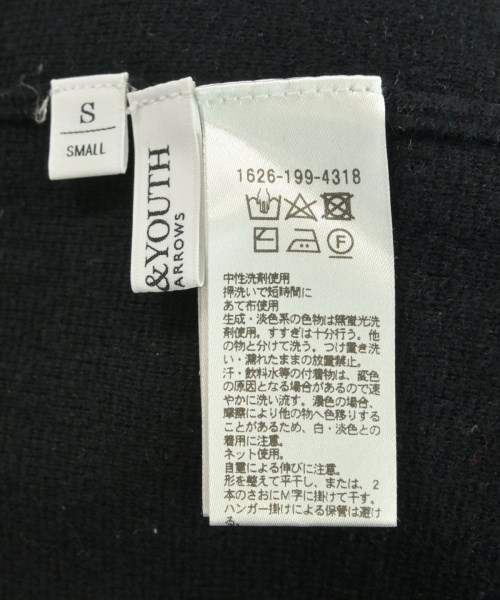 S
SMALL
&YOUTH
ARROWS
1626-199-4318
F
中性洗剤使用
押洗いで短時間に
あて布使用
生成・淡色系の色物は無蛍光洗
剤使用。すすぎは十分行う。他
の物と分けて洗う。つけ置き洗
い・濡れたままの放置禁止。
汗・飲料水等の付着物は、変色
の原因となる場合があるので速
やかに洗い流す。濃色の場合、
摩擦により他の物へ色移りする
ことがあるため、白・淡色との
着用に注意。
ネット使用。
自重による伸びに注意。
形を整えて平干し、または、2
本のさおにM字に掛けて干す。
ハンガー掛けによる保管は避け
る。